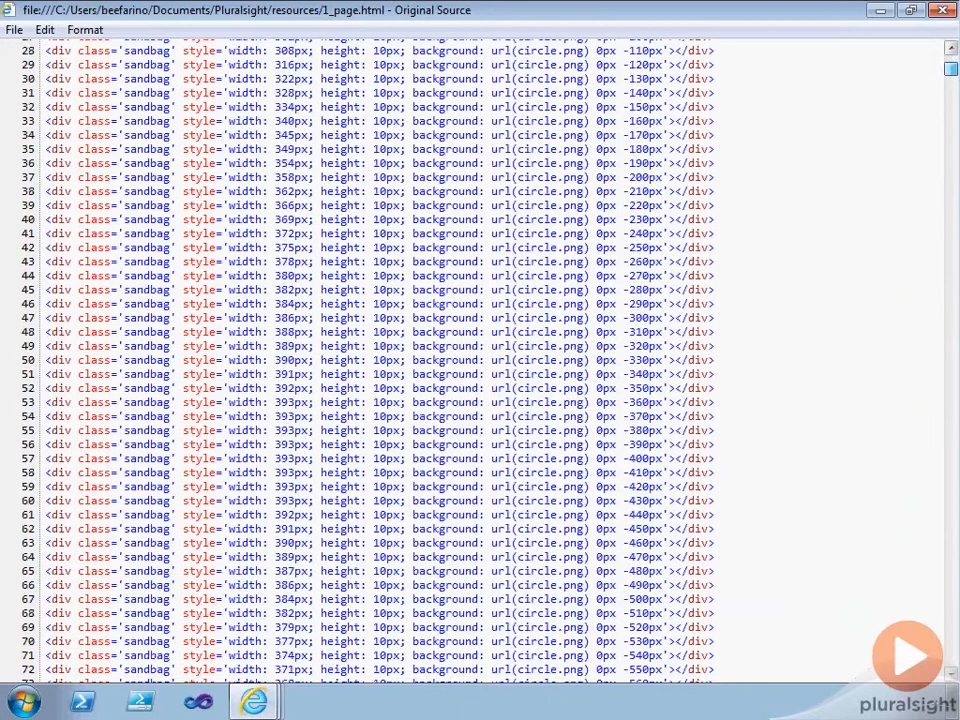 file:///C:/Users/beefarino/Documents/Pluralsight/resources/1_page.html - Original Source
File Edit Format
28 <div class='sandbag' style='width: 308px; height: 10px; background: url(circle.png) 0px -110px'></div>
29 <div class='sandbag' style='width: 316px; height: 10px; background: url(circle.png) 0px -120px'></div>
30 <div class='sandbag' style='width: 322px; height: 10px; background: url(circle.png) 0px -130px'></div>
31 <div class='sandbag' style='width: 328px; height: 10px; background: url(circle.png) 0px -140px'></div>
32 <div class='sandbag' style='width: 334px; height: 10px; background: url(circle.png) 0px -150px'></div>
33 <div class='sandbag' style='width: 340px; height: 10px; background: url(circle.png) 0px -160px'></div>
34 <div class='sandbag' style='width: 345px; height: 10px; background: url(circle.png) 0px -170px'></div>
35 <div class='sandbag' style='width: 349px; height: 10px; background: url(circle.png) 0px -180px'></div>
36 <div class='sandbag' style='width: 354px; height: 10px; background: url(circle.png) 0px -190px'></div>
37 <div class='sandbag' style='width: 358px; height: 10px; background: url(circle.png) 0px -200px'></div>
38 <div class='sandbag' style='width: 362px; height: 10px; background: url(circle.png) 0px -210px'></div>
39 <div class='sandbag' style='width: 366px; height: 10px; background: url(circle.png) 0px -220px'></div>
40 <div class='sandbag' style='width: 369px; height: 10px; background: url(circle.png) 0px -230px'></div>
41 <div class='sandbag' style='width: 372px; height: 10px; background: url(circle.png) 0px -240px'></div>
42 <div class='sandbag' style='width: 375px; height: 10px; background: url(circle.png) 0px -250px'></div>
43 <div class='sandbag' style='width: 378px; height: 10px; background: url(circle.png) 0px -260px'></div>
44 <div class='sandbag' style='width: 380px; height: 10px; background: url(circle.png) 0px -270px'></div>
45 <div class='sandbag' style='width: 382px; height: 10px; background: url(circle.png) 0px -280px'></div>
46 <div class='sandbag' style='width: 384px; height: 10px; background: url(circle.png) 0px -290px'></div>
47 <div class='sandbag' style='width: 386px; height: 10px; background: url(circle.png) 0px -300px'></div>
48 <div class='sandbag' style='width: 388px; height: 10px; background: url(circle.png) 0px -310px'></div>
49 <div class='sandbag' style='width: 389px; height: 10px; background: url(circle.png) 0px -320px'></div>
50 <div class='sandbag' style='width: 390px; height: 10px; background: url(circle.png) 0px -330px'></div>
51 <div class='sandbag' style='width: 391px; height: 10px; background: url(circle.png) 0px -340px'></div>
52 <div class='sandbag' style='width: 392px; height: 10px; background: url(circle.png) 0px -350px'></div>
53 <div class='sandbag' style='width: 393px; height: 10px; background: url(circle.png) 0px -360px'></div>
54 <div class='sandbag' style='width: 393px; height: 10px; background: url(circle.png) 0px -370px'></div>
55 <div class='sandbag' style='width: 393px; height: 10px; background: url(circle.png) 0px -380px'></div>
56 <div class='sandbag' style='width: 393px; height: 10px; background: url(circle.png) 0px -390px'></div>
57 <div class='sandbag' style='width: 393px; height: 10px; background: url(circle.png) 0px -400px'></div>
58 <div class='sandbag' style='width: 393px; height: 10px; background: url(circle.png) 0px -410px'></div>
59 <div class='sandbag' style='width: 393px; height: 10px; background: url(circle.png) 0px -420px'></div>
60 <div class='sandbag' style='width: 393px; height: 10px; background: url(circle.png) 0px -430px'></div>
61 <div class='sandbag' style='width: 392px; height: 10px; background: url(circle.png) 0px -440px'></div>
62 <div class='sandbag' style='width: 391px; height: 10px; background: url(circle.png) 0px -450px'></div>
63 <div class='sandbag' style='width: 390px; height: 10px; background: url(circle.png) 0px -460px'></div>
64 <div class='sandbag' style='width: 389px; height: 10px; background: url(circle.png) 0px -470px'></div>
65 <div class='sandbag' style='width: 387px; height: 10px; background: url(circle.png) 0px -480px'></div>
66 <div class='sandbag' style='width: 386px; height: 10px; background: url(circle.png) 0px -490px'></div>
67 <div class='sandbag' style='width: 384px; height: 10px; background: url(circle.png) 0px -500px'></div>
68 <div class='sandbag' style='width: 382px; height: 10px; background: url(circle.png) 0px -510px'></div>
69 <div class='sandbag' style='width: 379px; height: 10px; background: url(circle.png) 0px -520px'></div>
70 <div class='sandbag' style='width: 377px; height: 10px; background: url(circle.png) 0px -530px'></div>
71 <div class='sandbag' style='width: 374px; height: 10px; background: url(circle.png) 0px -540px'></div>
72 <div class='sandbag' style='width: 371px; height: 10px; background: url(circle.png) 0px -550px'></div>
pluralsight